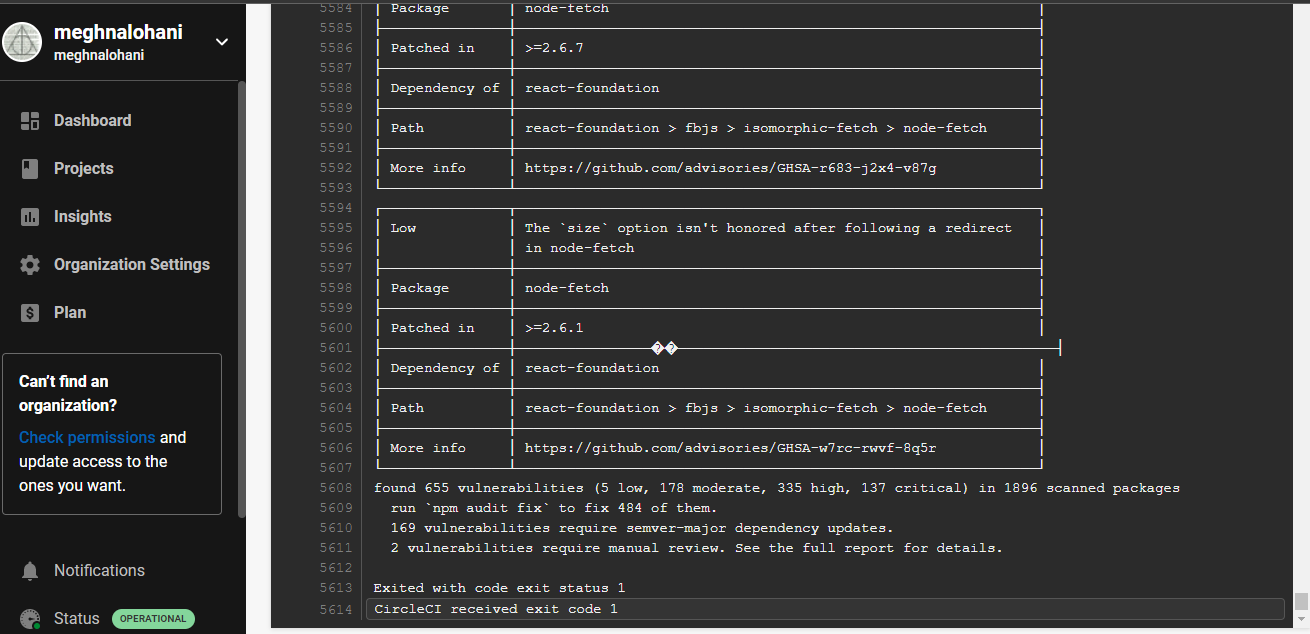 meghnalohani
meghnalohani
Dashboard
Projects
Insights
Organization Settings
Plan
Can't find an
organization?
Check permissions and
update access to the
ones you want.
Notifications
Status OPERATIONAL
5584 Package node-fetch
5585
5586 Patched in >=2.6.7
5587
5588 Dependency of react-foundation
5589
5590 Path react-foundation > fbjs > isomorphic-fetch > node-fetch
5591
5592 More info https://github.com/advisories/GHSA-r683-j2x4-v87g
5593
5594
5595 Low The `size` option isn't honored after following a redirect
5596 in node-fetch
5597
5598 Package node-fetch
5599
5600 Patched in >=2.6.1
5601 ��
5602 Dependency of react-foundation
5603
5604 Path react-foundation > fbjs > isomorphic-fetch > node-fetch
5605
5606 More info https://github.com/advisories/GHSA-w7rc-rwvf-8q5r
5607
5608 found 655 vulnerabilities (5 low, 178 moderate, 335 high, 137 critical) in 1896 scanned packages
5609 run `npm audit fix` to fix 484 of them.
5610 169 vulnerabilities require semver-major dependency updates.
5611 2 vulnerabilities require manual review. See the full report for details.
5612
5613 Exited with code exit status 1
5614 CircleCI received exit code 1